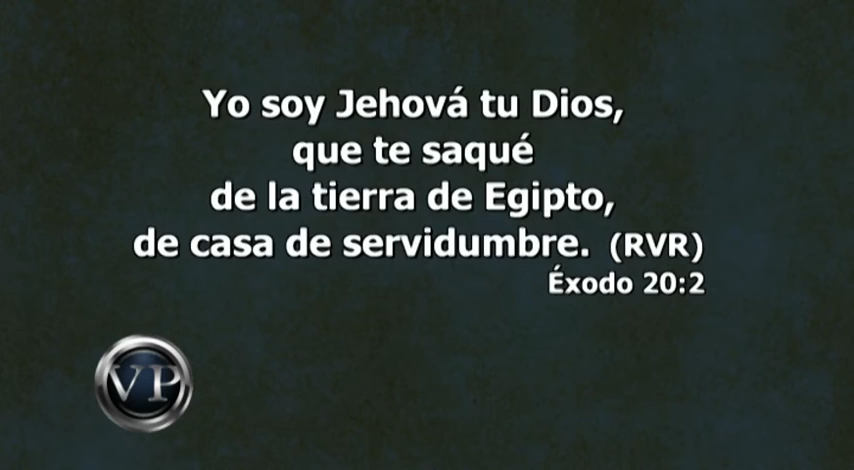 Yo soy Jehová tu Dios,
que te saqué
de la tierra de Egipto,
de casa de servidumbre. (RVR)
Éxodo 20:2
VP